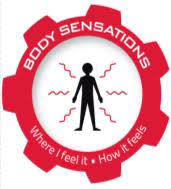 BODY SENSATIONS
Where I feel it • How it feels